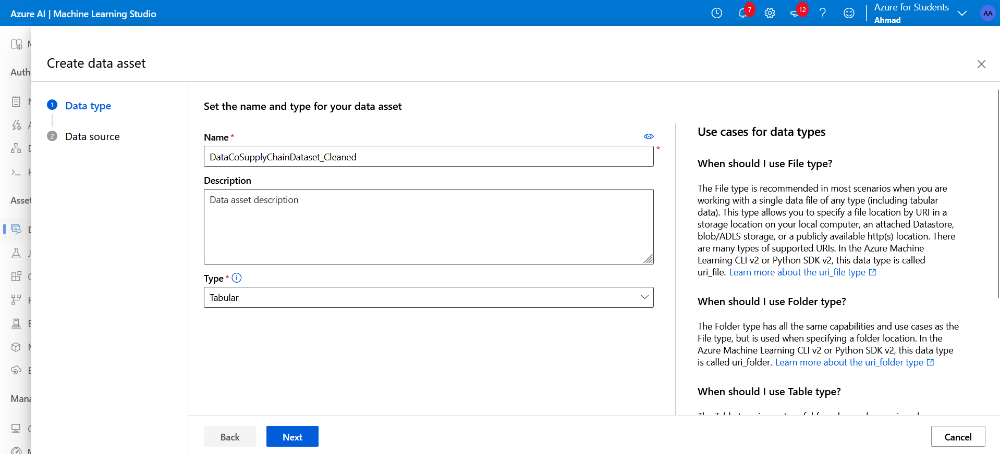 Azure AI | Machine Learning Studio
7
12
Azure for Students
Ahmad
AA
Create data asset
1 Data type
2 Data source
Set the name and type for your data asset
Name *
DataCoSupplyChainDataset_Cleaned
*
Description
Data asset description
Type *
Tabular
Back
Next
Use cases for data types
When should I use File type?
The File type is recommended in most scenarios when you are
working with a single data file of any type (including tabular
data). This type allows you to specify a file location by URI in a
storage location on your local computer, an attached Datastore,
blob/ADLS storage, or a publicly available http(s) location. There
are many types of supported URIs. In the Azure Machine
Learning CLI v2 or Python SDK v2, this data type is called
uri_file. Learn more about the uri_file type
When should I use Folder type?
The Folder type has all the same capabilities and use cases as the
File type, but is used when specifying a folder location. In the
Azure Machine Learning CLI v2 or Python SDK v2, this data type
is called uri_folder. Learn more about the uri_folder type
When should I use Table type?
Cancel